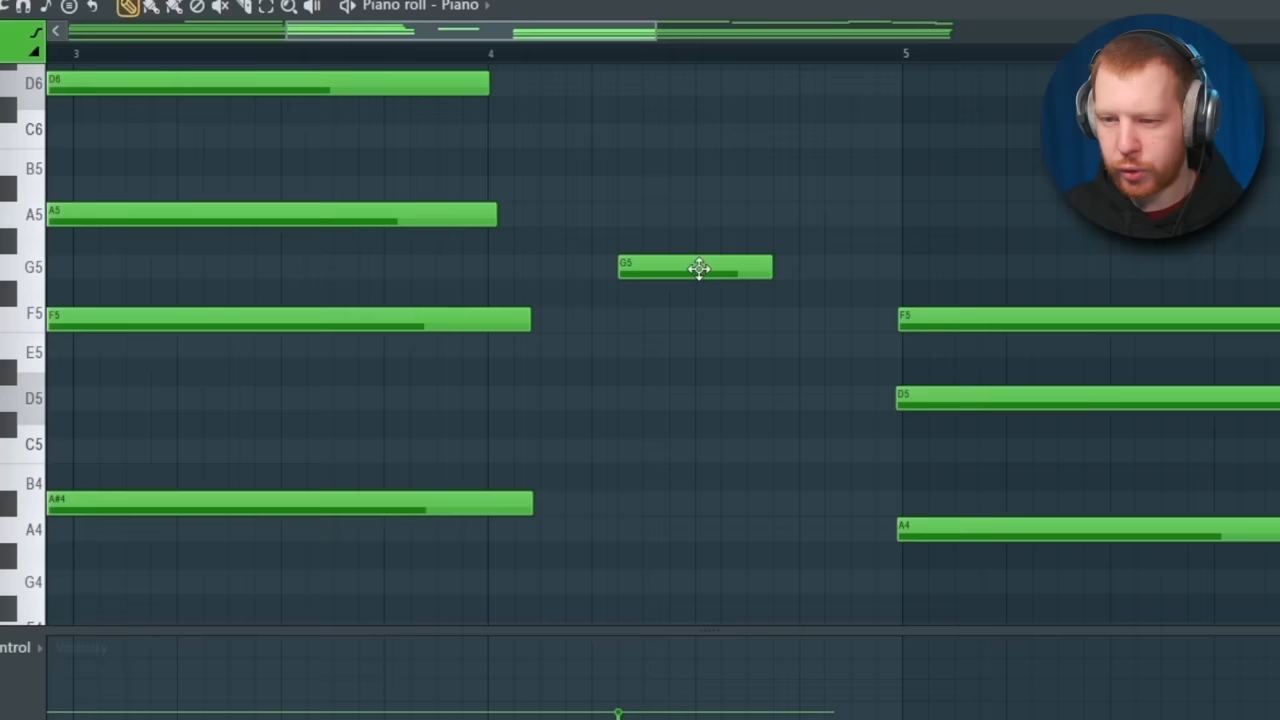 Piano roll - Piano
3 4 5
D6 D6
C6
B5
A5 A5
G5 G5
F5 F5 F5
E5
D5 D5
C5
B4
A#4
A4 A4
G4
ntrol
Velocity